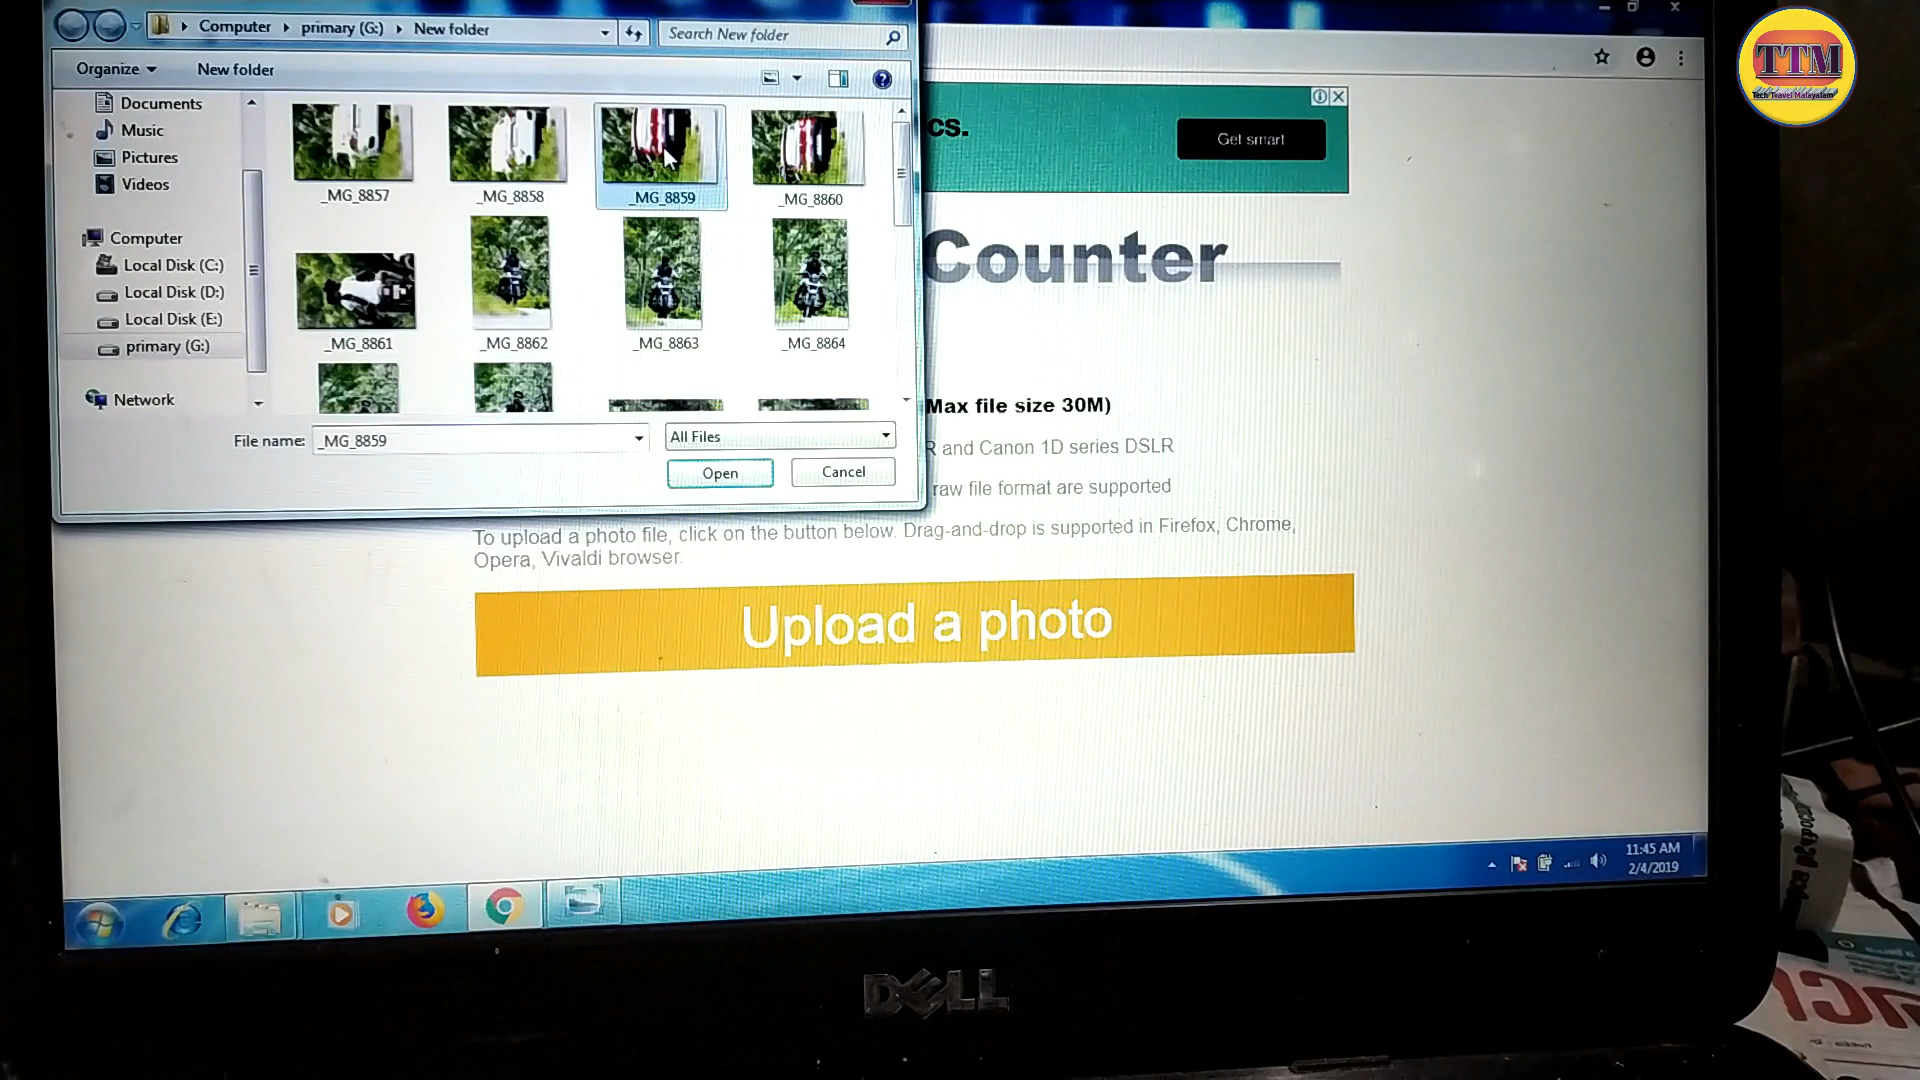 Computer
primary (G:)
New folder
Search New folder
Organize
New folder
Documents
Music
Pictures
Videos
Computer
Local Disk (C:)
Local Disk (D:)
Local Disk (E:)
primary (G:)
Network
_MG_8857
_MG_8858
_MG_8859
_MG_8860
_MG_8861
_MG_8862
_MG_8863
_MG_8864
File name:
_MG_8859
All Files
Open
Cancel
cs.
Get smart
Counter
Max file size 30M)
R and Canon 1D series DSLR
raw file format are supported
To upload a photo file, click on the button below. Drag-and-drop is supported in Firefox, Chrome,
Opera, Vivaldi browser.
Upload a photo
11:45 AM
2/4/2019
DELL
TTM
Tech Travel Malayalam